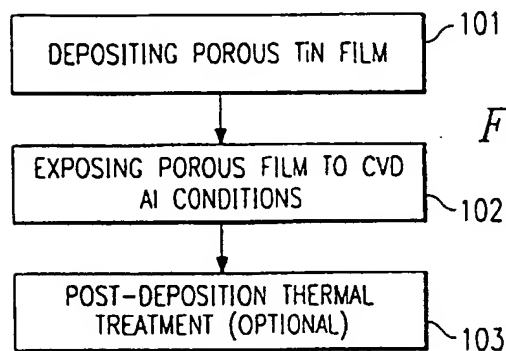 DEPOSITING POROUS TiN FILM
101
F
EXPOSING POROUS FILM TO CVD
Al CONDITIONS
102
POST-DEPOSITION THERMAL
TREATMENT (OPTIONAL)
103